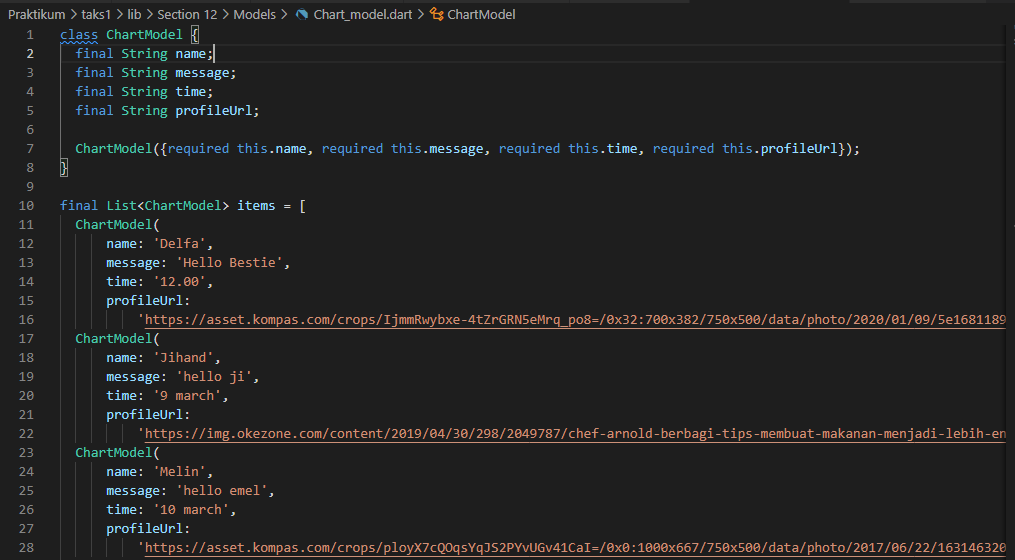 Praktikum > taks1 > lib > Section 12 > Models > Chart_model.dart > ChartModel
1 class ChartModel {
2 final String name;
3 final String message;
4 final String time;
5 final String profileUrl;
6
7 ChartModel({required this.name, required this.message, required this.time, required this.profileUrl});
8 }
9
10 final List<ChartModel> items = [
11 ChartModel(
12 name: 'Delfa',
13 message: 'Hello Bestie',
14 time: '12.00',
15 profileUrl:
16 'https://asset.kompas.com/crops/IjmmRwybxe-4tZrGRN5eMrq_po8=/0x32:700x382/750x500/data/photo/2020/01/09/5e1681189
17 ChartModel(
18 name: 'Jihand',
19 message: 'hello ji',
20 time: '9 march',
21 profileUrl:
22 'https://img.okezone.com/content/2019/04/30/298/2049787/chef-arnold-berbagi-tips-membuat-makanan-menjadi-lebih-en
23 ChartModel(
24 name: 'Melin',
25 message: 'hello emel',
26 time: '10 march',
27 profileUrl:
28 'https://asset.kompas.com/crops/ployX7cQOqsYqJS2PYvUGv41CaI=/0x0:1000x667/750x500/data/photo/2017/06/22/163146320